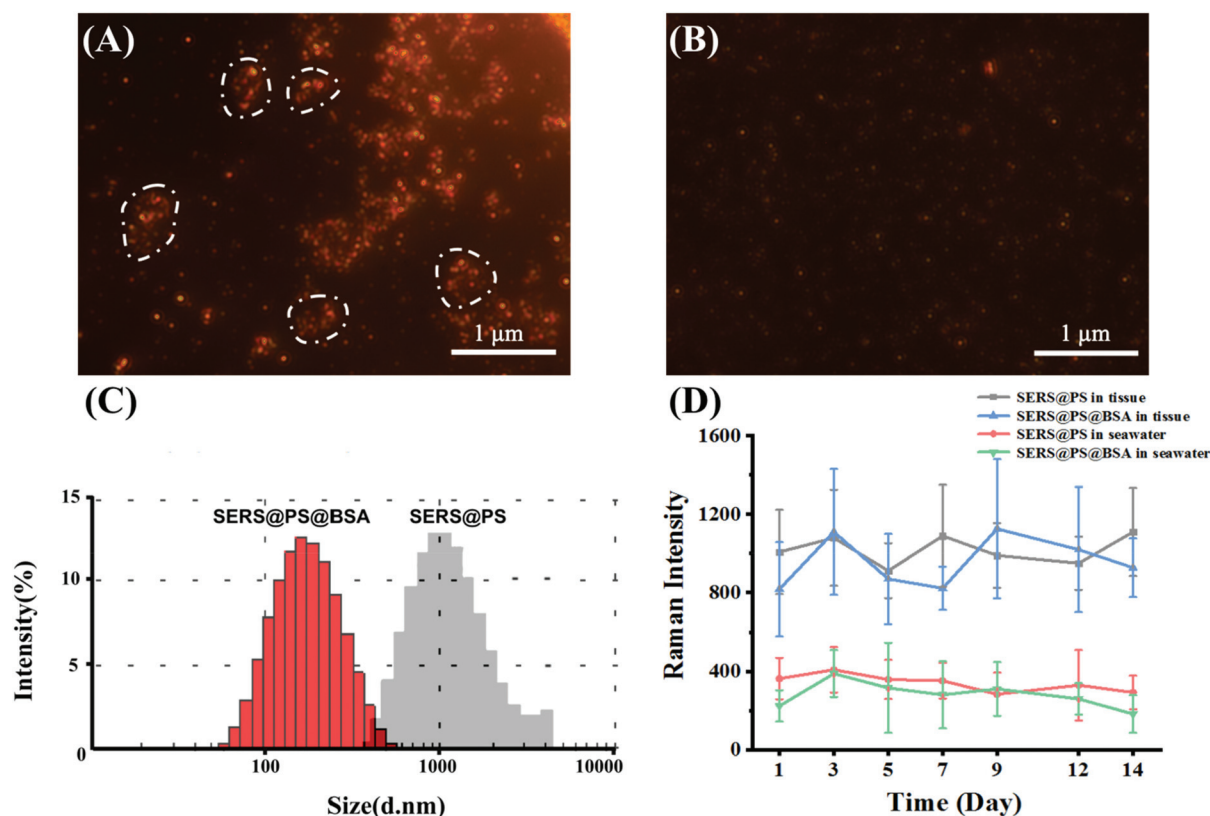 (A)
1 μm
(B)
1 μm
(C)
15
10
5
0
Intensity(%)
SERS@PS@BSA
SERS@PS
100
1000
10000
Size(d.nm)
(D)
SERS@PS in tissue
SERS@PS@BSA in tissue
SERS@PS in seawater
SERS@PS@BSA in seawater
1600
1200
800
400
0
Raman Intensity
1
3
5
7
9
12
14
Time (Day)